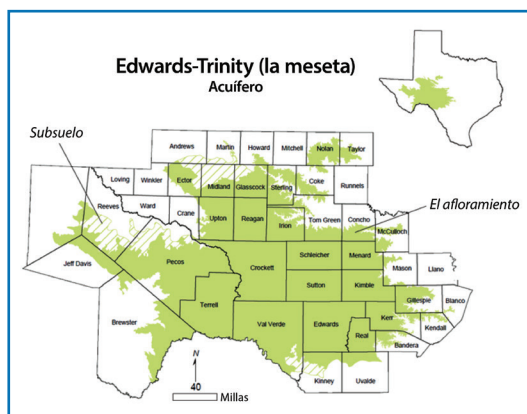 Edwards-Trinity (la meseta)
Acuífero
Subsuelo
Andrews Martin Howard Mitchell Nolan Taylor
Loving Winkler Ector Midland Glasscock Sterling Coke Runnels
Reeves Ward Crane Upton Reagan Irion Tom Green Concho
El afloramiento
McCulloch
Jeff Davis Pecos Crockett Schleicher Menard Mason Llano
Sutton Kimble Gillespie Blanco
Terrell
Brewster Val Verde Edwards Kerr Kendall
Real Bandera
Kinney Uvalde
N
40
Millas